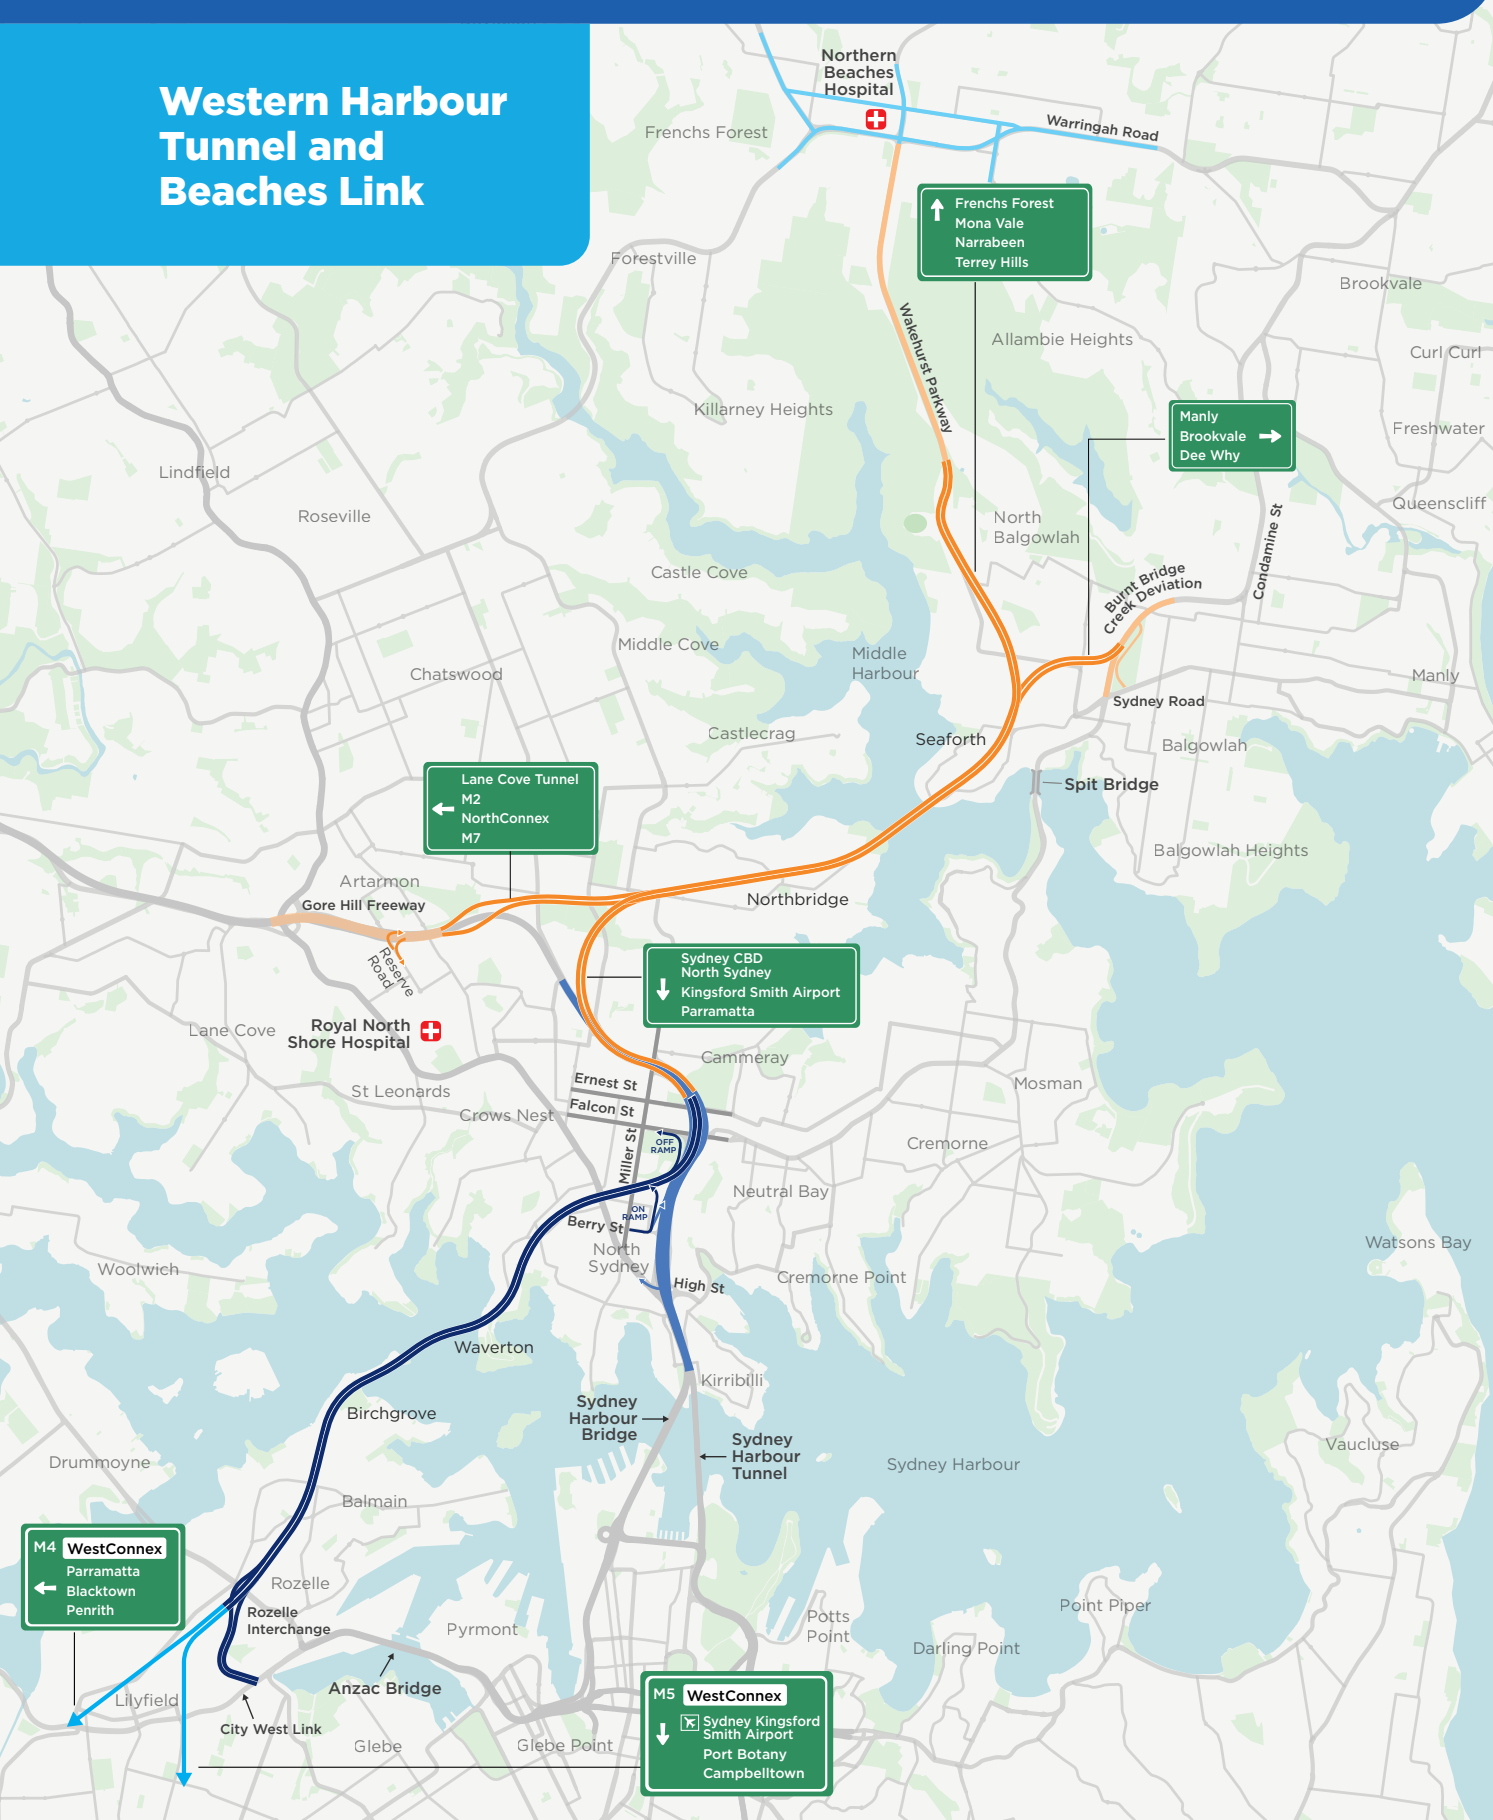 Western Harbour
Tunnel and
Beaches Link
Northern
Beaches
Hospital
Frenchs Forest
Warringah Road
Frenchs Forest
Mona Vale
Narrabeen
Terrey Hills
Forestville
Brookvale
Wakehurst Parkway
Allambie Heights
Curl Curl
Killarney Heights
Manly
Brookvale
Dee Why
Freshwater
Lindfield
Roseville
North
Balgowlah
Queenscliff
Condamine St
Castle Cove
Burnt Bridge
Creek Deviation
Middle Cove
Middle
Harbour
Chatswood
Manly
Sydney Road
Castlecrag
Seaforth
Balgowlah
Lane Cove Tunnel
M2
NorthConnex
M7
Spit Bridge
Balgowlah Heights
Artarmon
Gore Hill Freeway
Northbridge
Reserve
Road
Sydney CBD
North Sydney
Kingsford Smith Airport
Parramatta
Lane Cove
Royal North
Shore Hospital
Cammeray
St Leonards
Ernest St
Mosman
Crows Nest
Falcon St
Miller St
OFF
RAMP
Cremorne
Neutral Bay
ON
RAMP
Berry St
North
Sydney
Watsons Bay
Woolwich
High St
Cremorne Point
Waverton
Kirribilli
Birchgrove
Sydney
Harbour
Bridge
Sydney
Harbour
Tunnel
Vaucluse
Drummoyne
Sydney Harbour
Balmain
M4 WestConnex
Parramatta
Blacktown
Penrith
Rozelle
Rozelle
Interchange
Pyrmont
Potts
Point
Point Piper
Darling Point
Anzac Bridge
Lilyfield
City West Link
Glebe
Glebe Point
M5 WestConnex
Sydney Kingsford
Smith Airport
Port Botany
Campbelltown